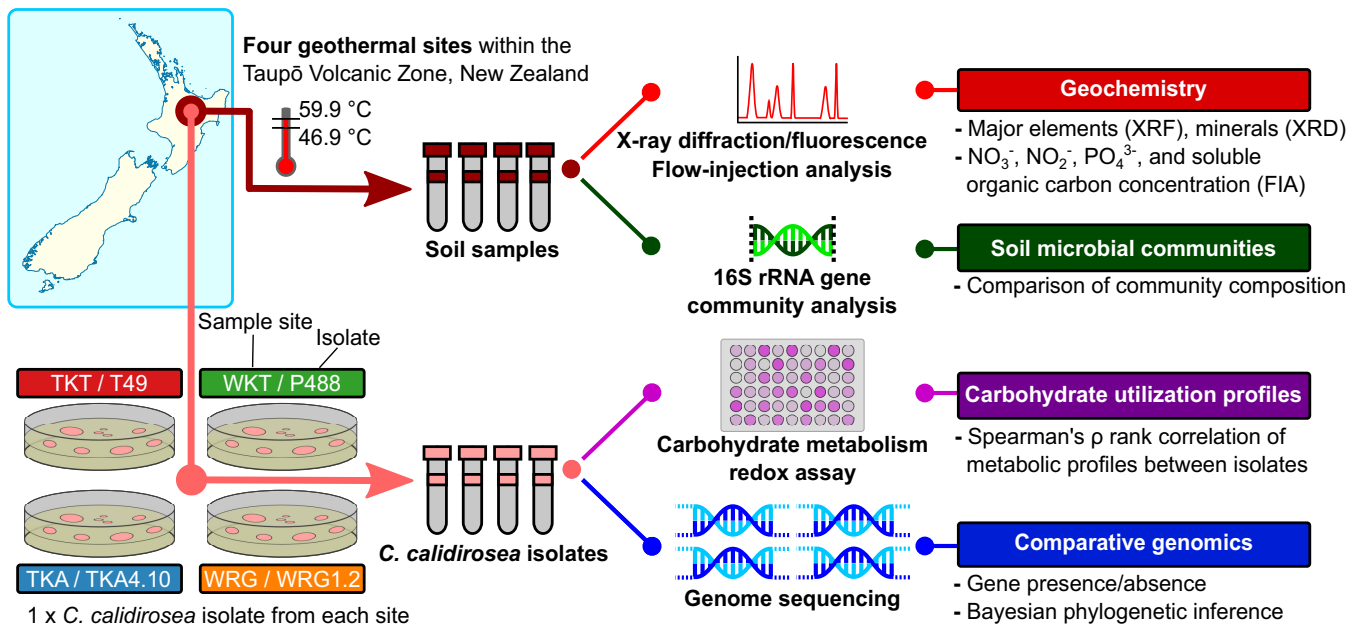 Four geothermal sites within the
Taupō Volcanic Zone, New Zealand
59.9 °C
46.9 °C
Soil samples
X-ray diffraction/fluorescence
Flow-injection analysis
Geochemistry
- Major elements (XRF), minerals (XRD)
- NO₃⁻, NO₂⁻, PO₄³⁻, and soluble
organic carbon concentration (FIA)
16S rRNA gene
community analysis
Soil microbial communities
- Comparison of community composition
Sample site
Isolate
TKT / T49
WKT / P488
TKA / TKA4.10
WRG / WRG1.2
1 x C. calidirosea isolate from each site
C. calidirosea isolates
Carbohydrate metabolism
redox assay
Carbohydrate utilization profiles
- Spearman's ρ rank correlation of
metabolic profiles between isolates
Genome sequencing
Comparative genomics
- Gene presence/absence
- Bayesian phylogenetic inference